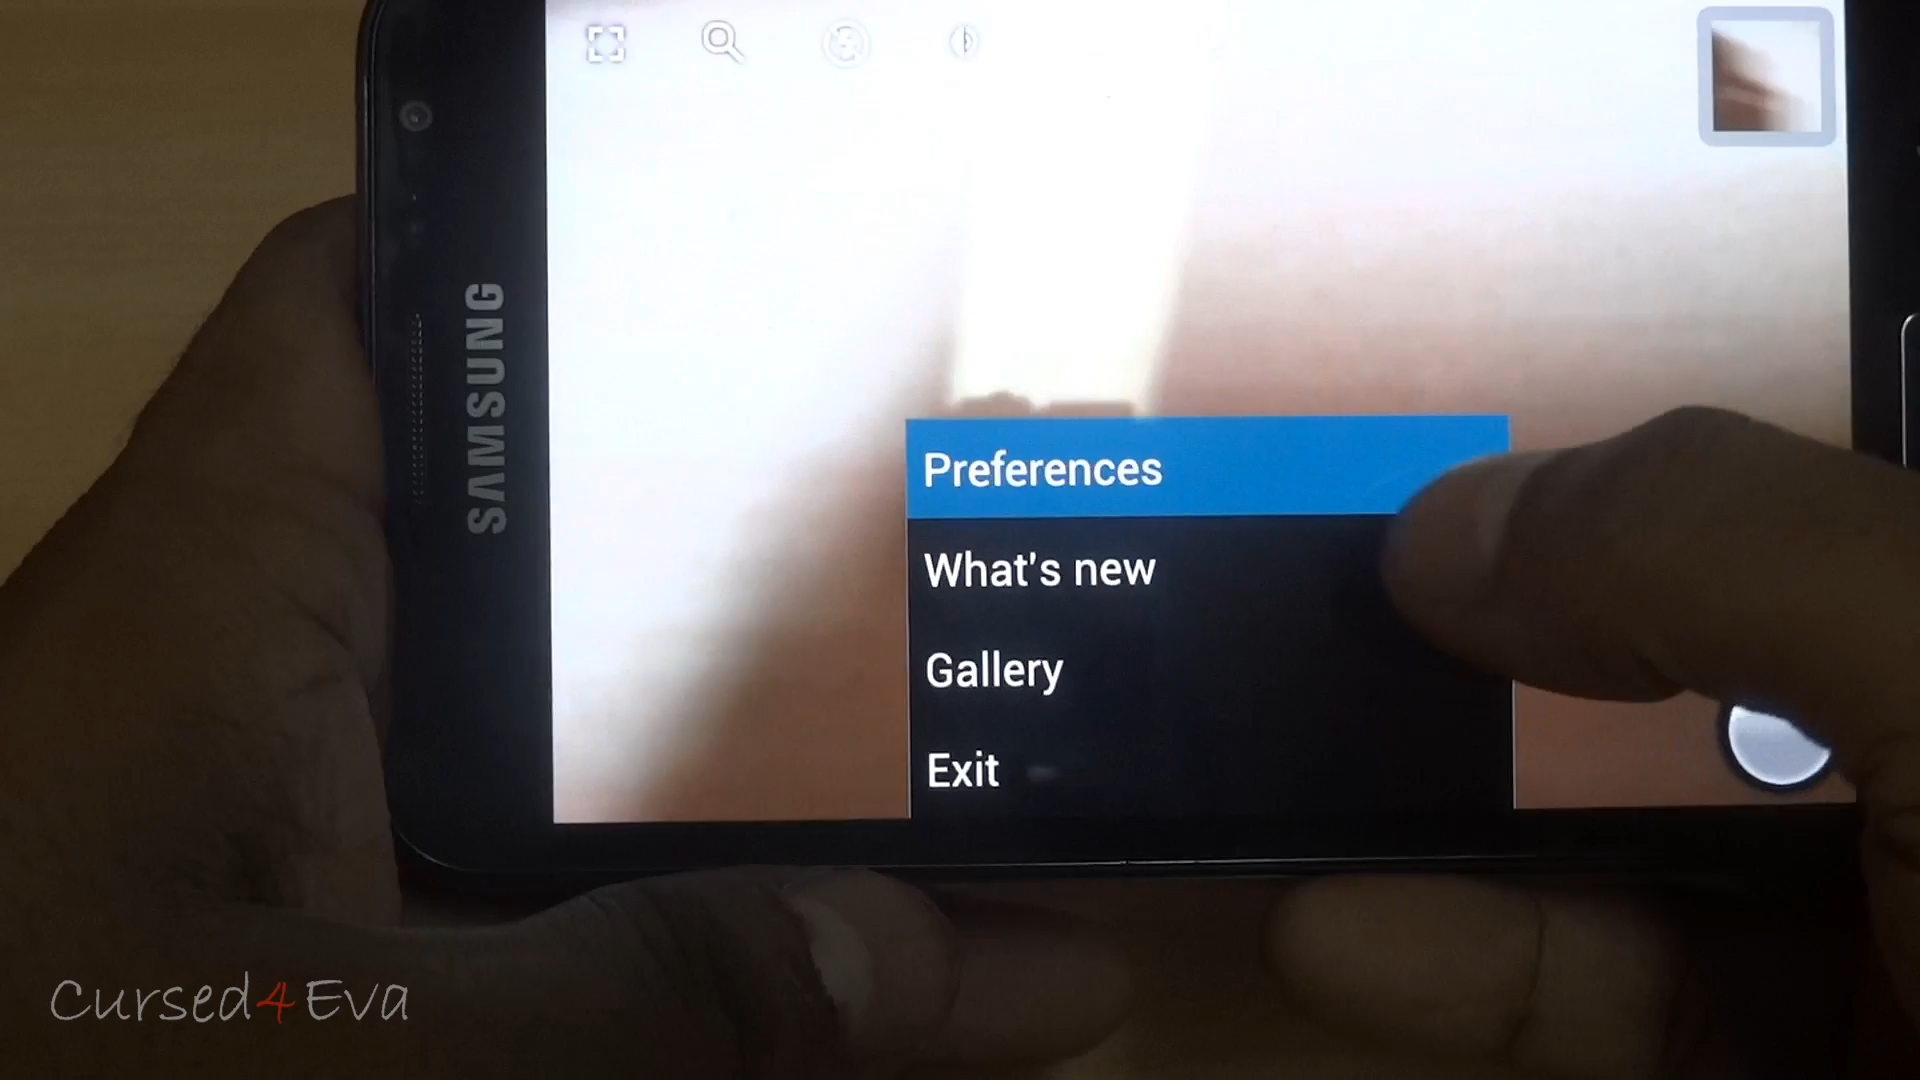 SAMSUNG
Preferences
What's new
Gallery
Exit
Cursed4Eva